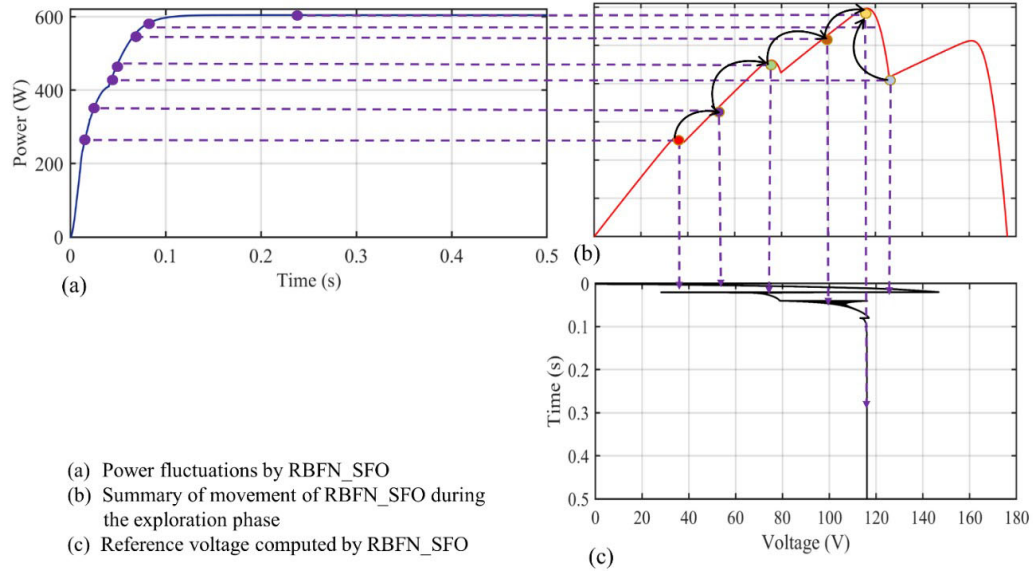 Power (W)
600
400
200
0
0
0.1
0.2
0.3
0.4
0.5
Time (s)
(a)
(b)
Time (s)
0
0.1
0.2
0.3
0.4
0.5
0
20
40
60
80
100
120
140
160
180
Voltage (V)
(c)
(a) Power fluctuations by RBFN_SFO
(b) Summary of movement of RBFN_SFO during
the exploration phase
(c) Reference voltage computed by RBFN_SFO